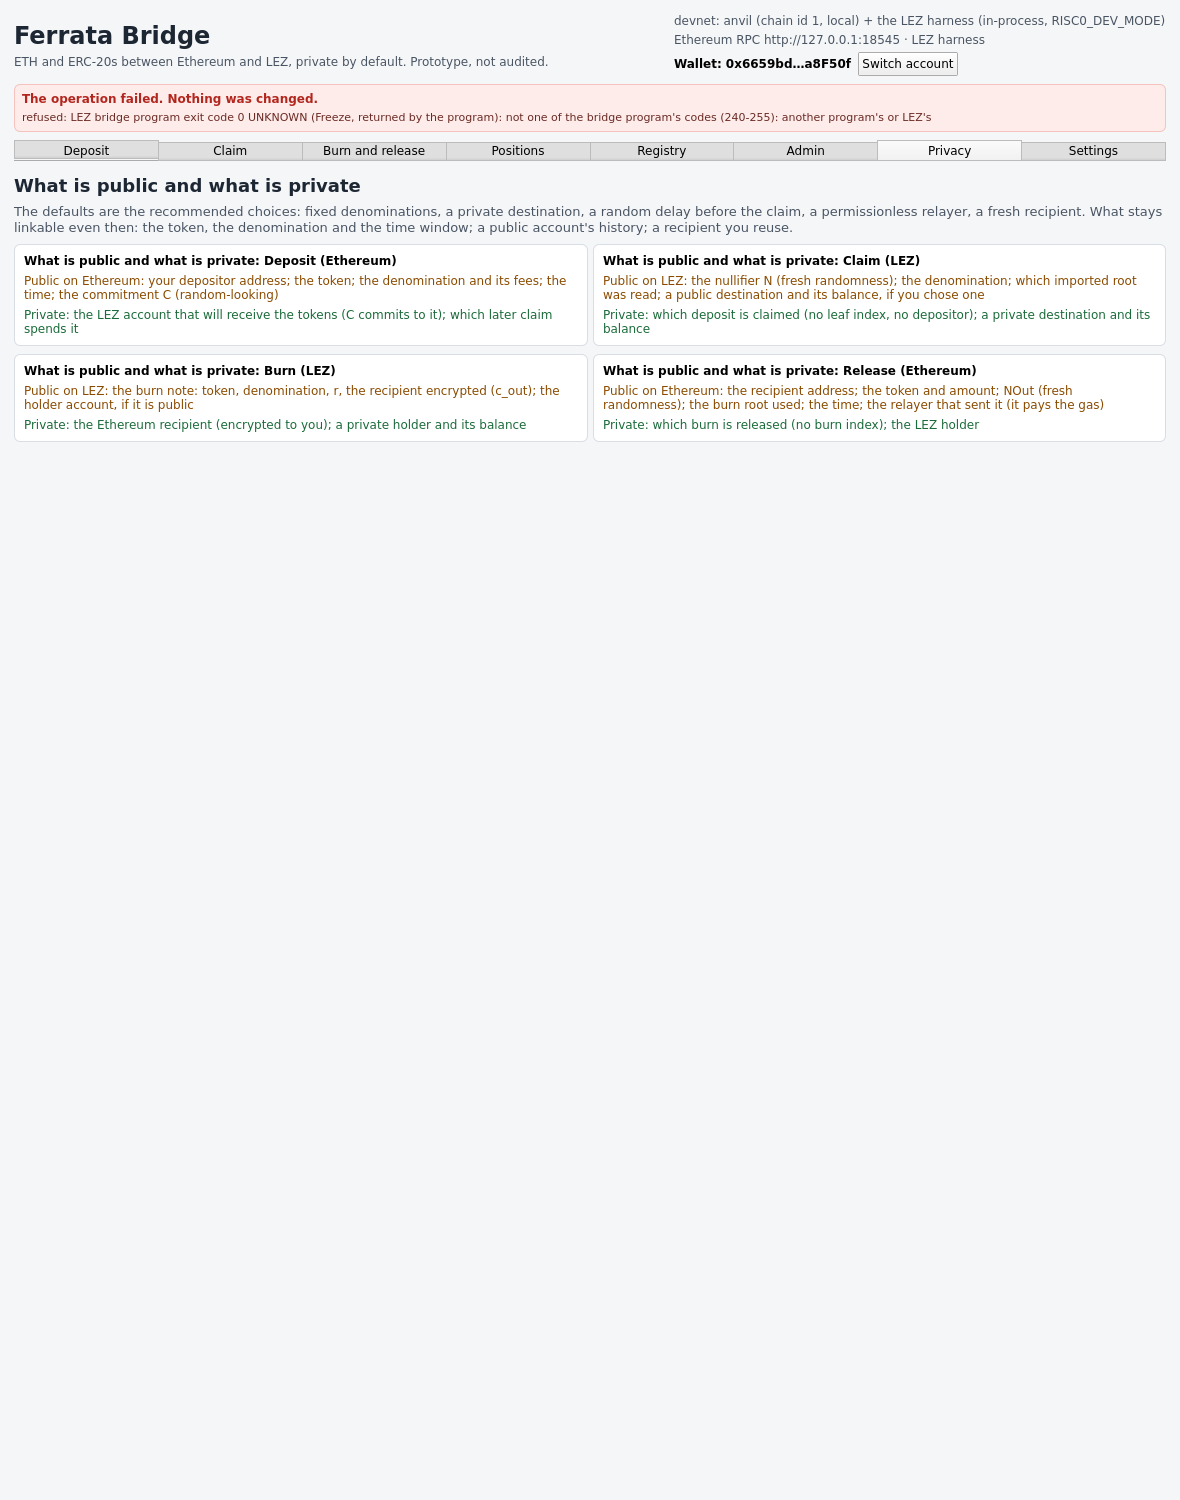 Ferrata Bridge
ETH and ERC-20s between Ethereum and LEZ, private by default. Prototype, not audited.
devnet: anvil (chain id 1, local) + the LEZ harness (in-process, RISC0_DEV_MODE)
Ethereum RPC http://127.0.0.1:18545 · LEZ harness
Wallet: 0x6659bd…a8F50f
Switch account
The operation failed. Nothing was changed.
refused: LEZ bridge program exit code 0 UNKNOWN (Freeze, returned by the program): not one of the bridge program's codes (240-255): another program's or LEZ's
Deposit
Claim
Burn and release
Positions
Registry
Admin
Privacy
Settings
What is public and what is private
The defaults are the recommended choices: fixed denominations, a private destination, a random delay before the claim, a permissionless relayer, a fresh recipient. What stays
linkable even then: the token, the denomination and the time window; a public account's history; a recipient you reuse.
What is public and what is private: Deposit (Ethereum)
Public on Ethereum: your depositor address; the token; the denomination and its fees; the
time; the commitment C (random-looking)
Private: the LEZ account that will receive the tokens (C commits to it); which later claim
spends it
What is public and what is private: Claim (LEZ)
Public on LEZ: the nullifier N (fresh randomness); the denomination; which imported root
was read; a public destination and its balance, if you chose one
Private: which deposit is claimed (no leaf index, no depositor); a private destination and its
balance
What is public and what is private: Burn (LEZ)
Public on LEZ: the burn note: token, denomination, r, the recipient encrypted (c_out); the
holder account, if it is public
Private: the Ethereum recipient (encrypted to you); a private holder and its balance
What is public and what is private: Release (Ethereum)
Public on Ethereum: the recipient address; the token and amount; NOut (fresh
randomness); the burn root used; the time; the relayer that sent it (it pays the gas)
Private: which burn is released (no burn index); the LEZ holder